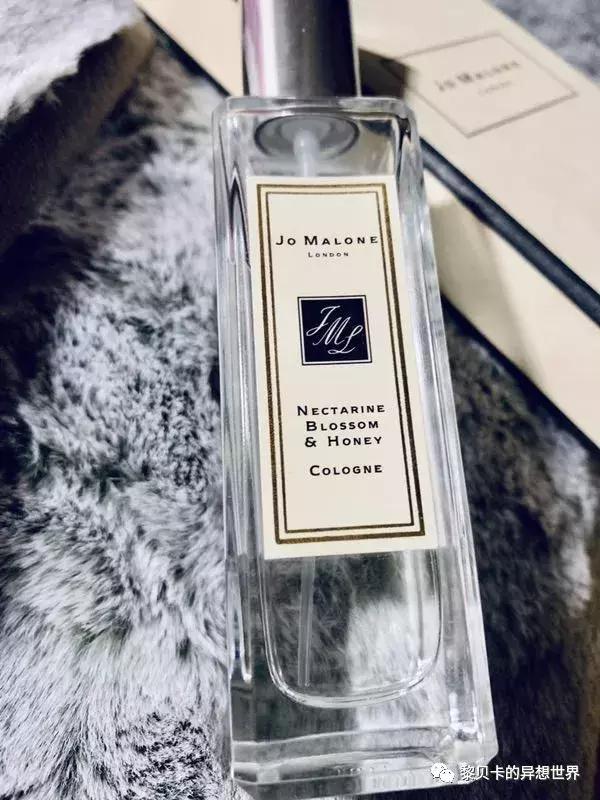 Jo Malone
London
Jo Malone
London
JML
Nectarine
Blossom
& Honey
Cologne
黎贝卡的异想世界